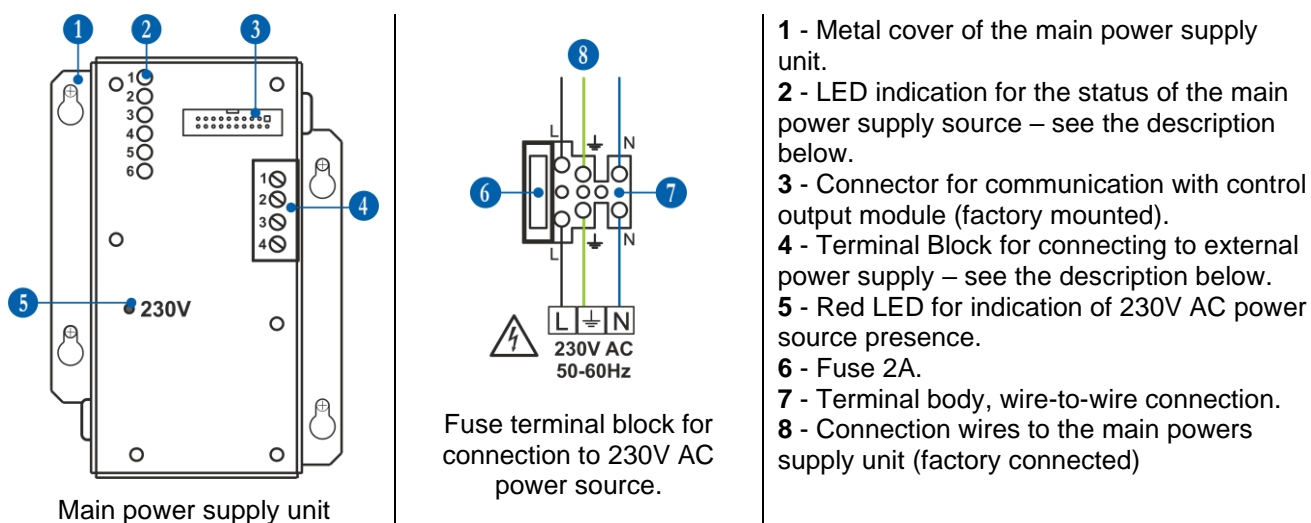 1
2
3
1
2
3
4
5
6
1
2
3
4
4
5
230V
Main power supply unit
8
L
N
6
7
L
N
L
N
230V AC
50-60Hz
Fuse terminal block for
connection to 230V AC
power source.
1 - Metal cover of the main power supply
unit.
2 - LED indication for the status of the main
power supply source – see the description
below.
3 - Connector for communication with control
output module (factory mounted).
4 - Terminal Block for connecting to external
power supply – see the description below.
5 - Red LED for indication of 230V AC power
source presence.
6 - Fuse 2A.
7 - Terminal body, wire-to-wire connection.
8 - Connection wires to the main powers
supply unit (factory connected)